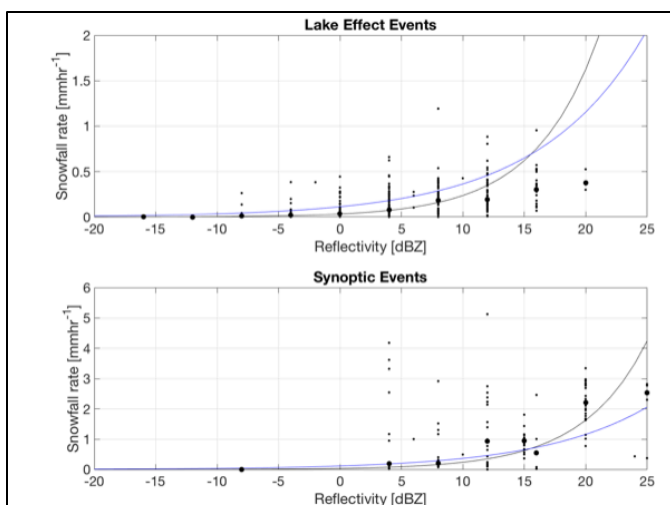 Lake Effect Events
2
1.5
1
0.5
0
Snowfall rate [mmhr-1]
-20 -15 -10 -5 0 5 10 15 20 25
Reflectivity [dBZ]
Synoptic Events
6
5
4
3
2
1
0
Snowfall rate [mmhr-1]
-20 -15 -10 -5 0 5 10 15 20 25
Reflectivity [dBZ]